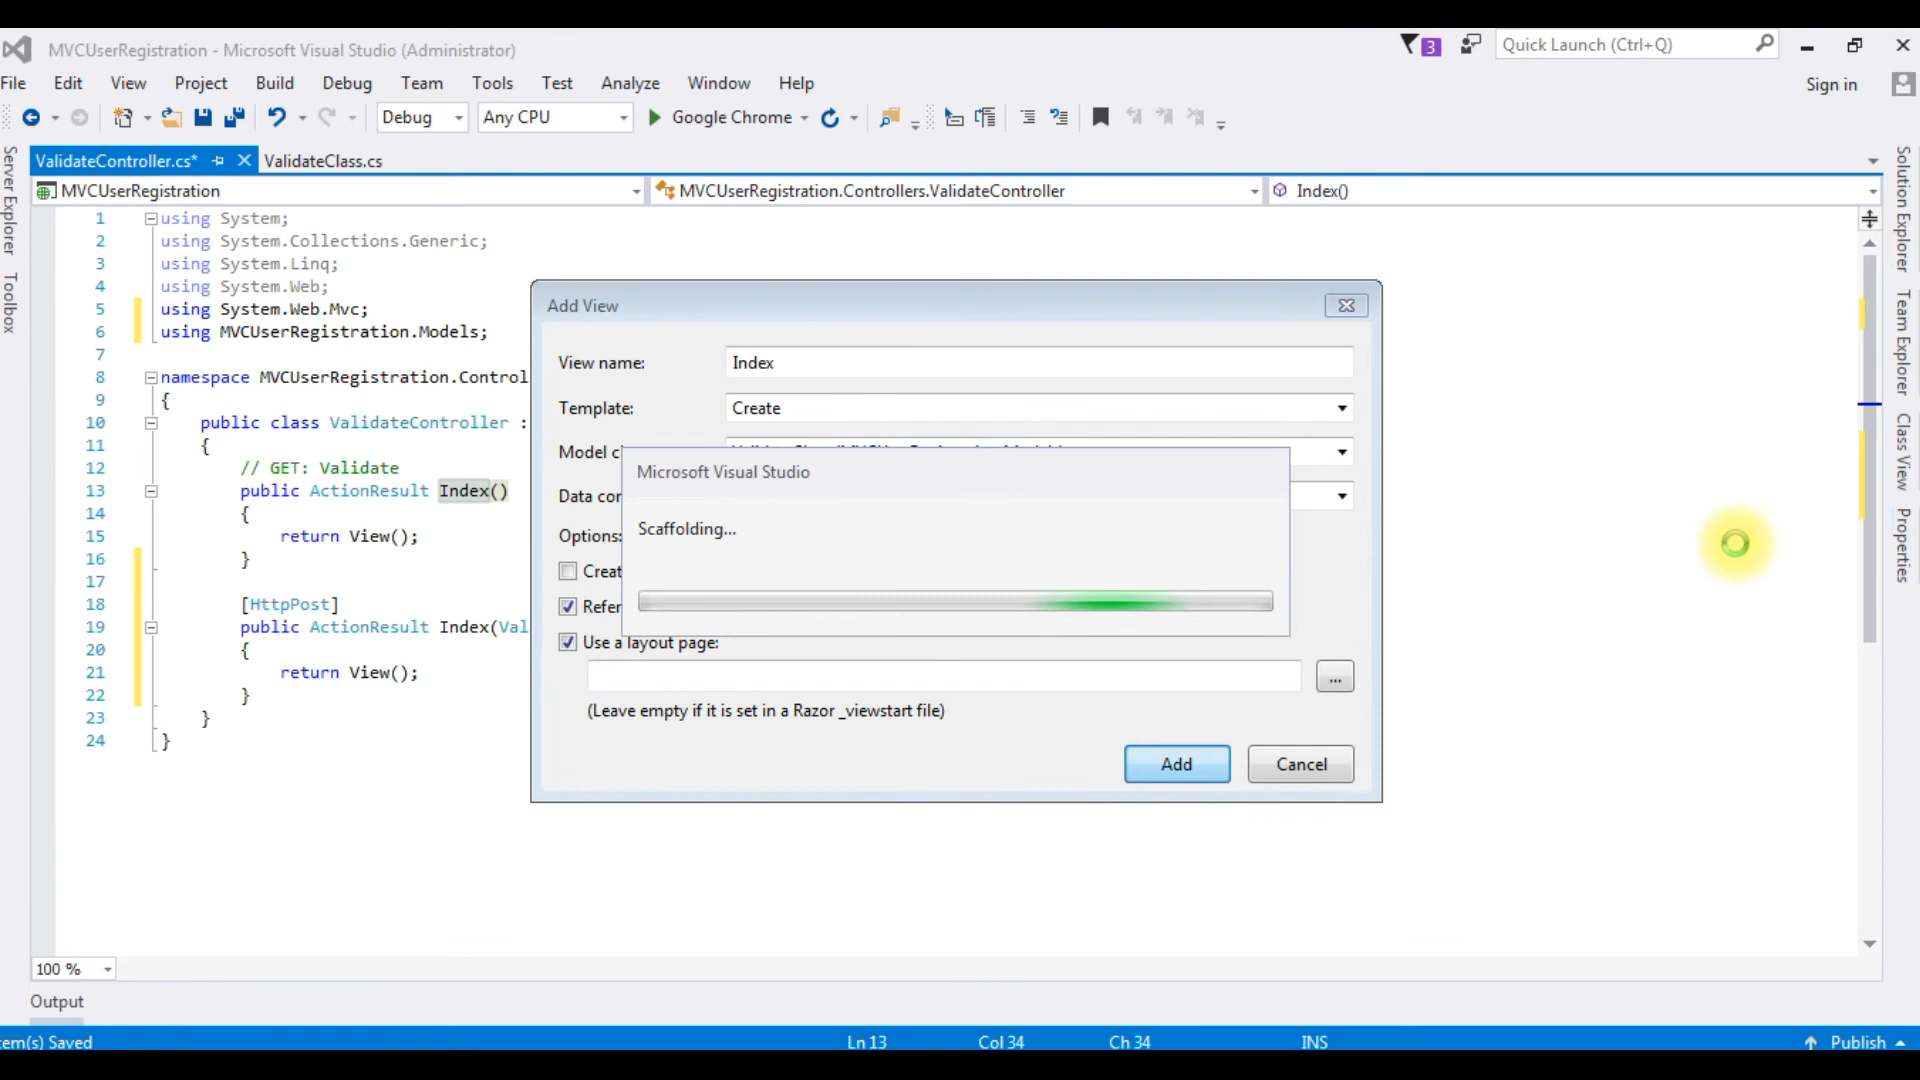 MVCUserRegistration - Microsoft Visual Studio (Administrator)
3
Quick Launch (Ctrl+Q)
File Edit View Project Build Debug Team Tools Test Analyze Window Help
Sign in
Debug Any CPU Google Chrome
ValidateController.cs* ValidateClass.cs
MVCUserRegistration MVCUserRegistration.Controllers.ValidateController Index()
Server Explorer
Toolbox
Solution Explorer
Team Explorer
Class View
Properties
1 using System;
2 using System.Collections.Generic;
3 using System.Linq;
4 using System.Web;
5 using System.Web.Mvc;
6 using MVCUserRegistration.Models;
7
8 namespace MVCUserRegistration.Control
9 {
10 public class ValidateController :
11 {
12 // GET: Validate
13 public ActionResult Index()
14 {
15 return View();
16 }
17
18 [HttpPost]
19 public ActionResult Index(Val
20 {
21 return View();
22 }
23 }
24 }
Add View
View name: Index
Template: Create
Model c
Data cor
Options:
Creat
Refer
Use a layout page:
...
(Leave empty if it is set in a Razor _viewstart file)
Add Cancel
Microsoft Visual Studio
Scaffolding...
100 %
Output
em(s) Saved Ln 13 Col 34 Ch 34 INS Publish